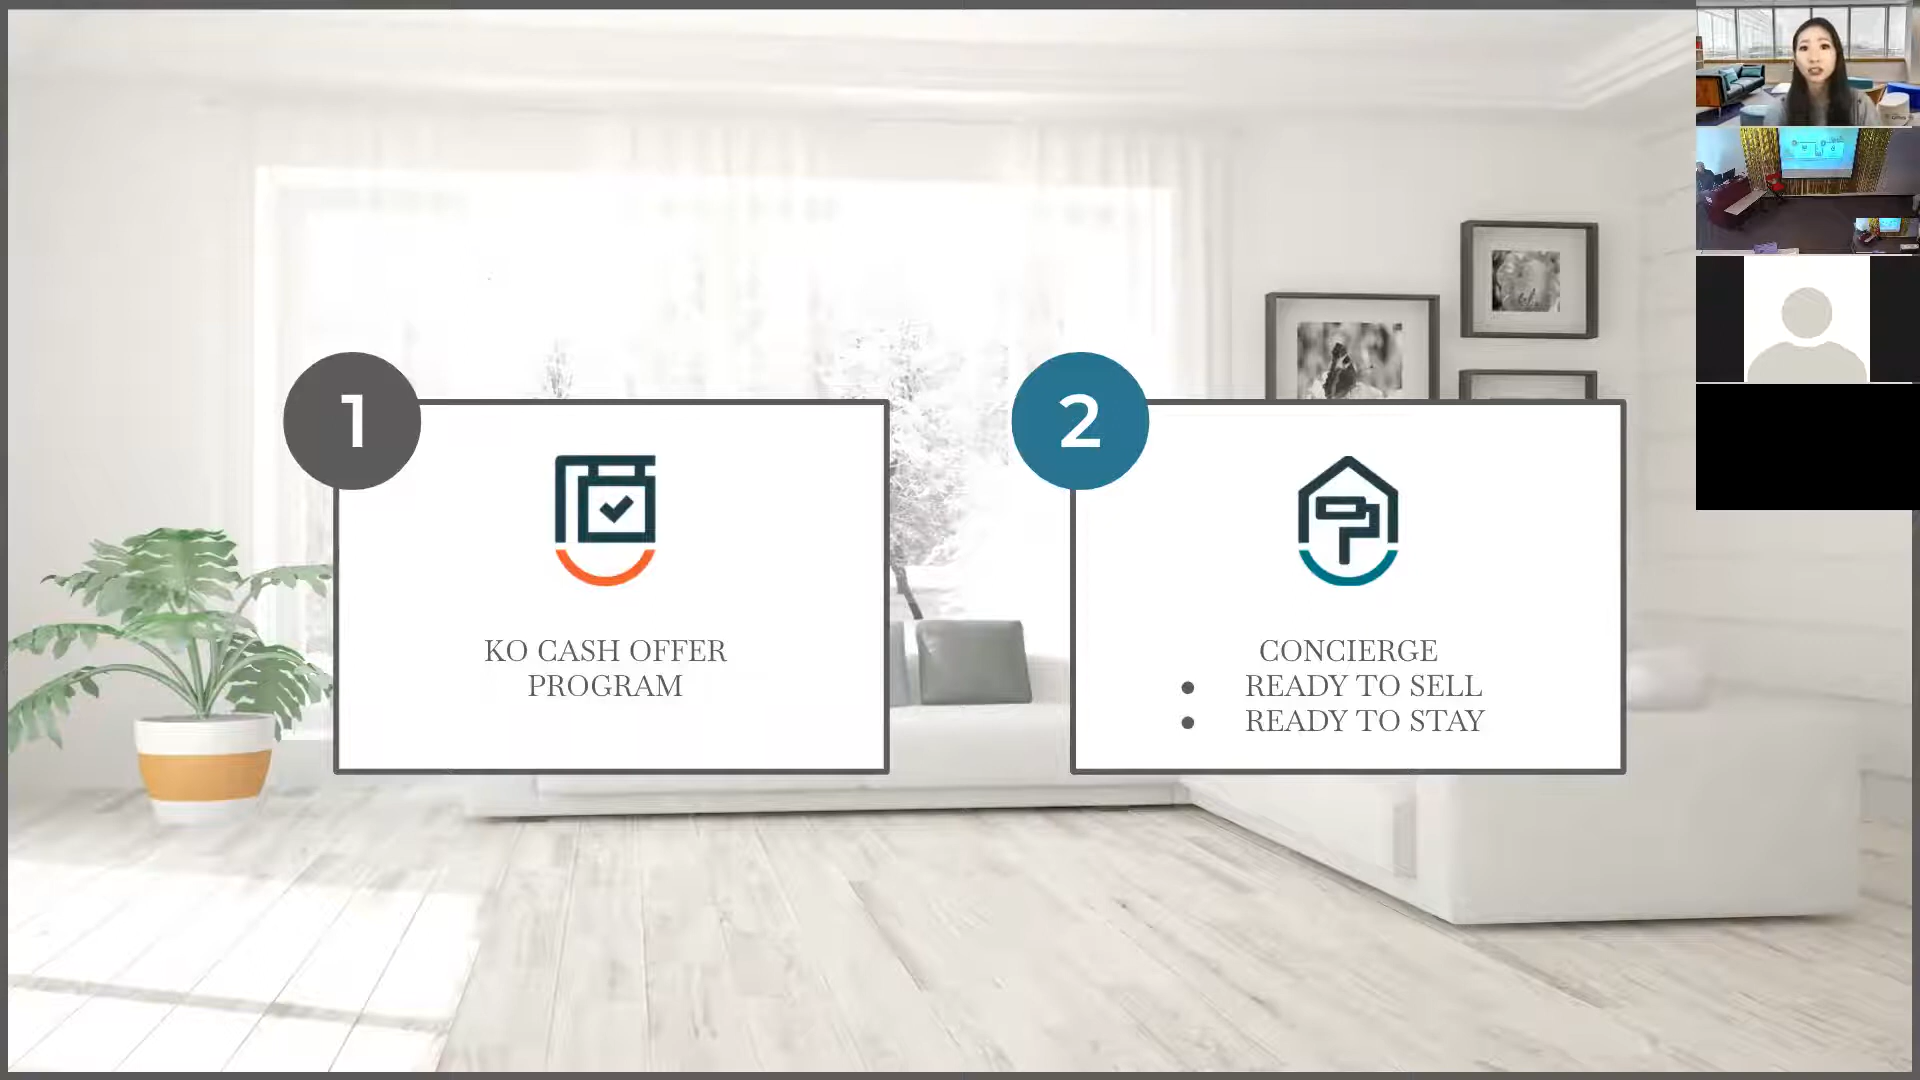 1
KO CASH OFFER
PROGRAM
2
CONCIERGE
● READY TO SELL
● READY TO STAY